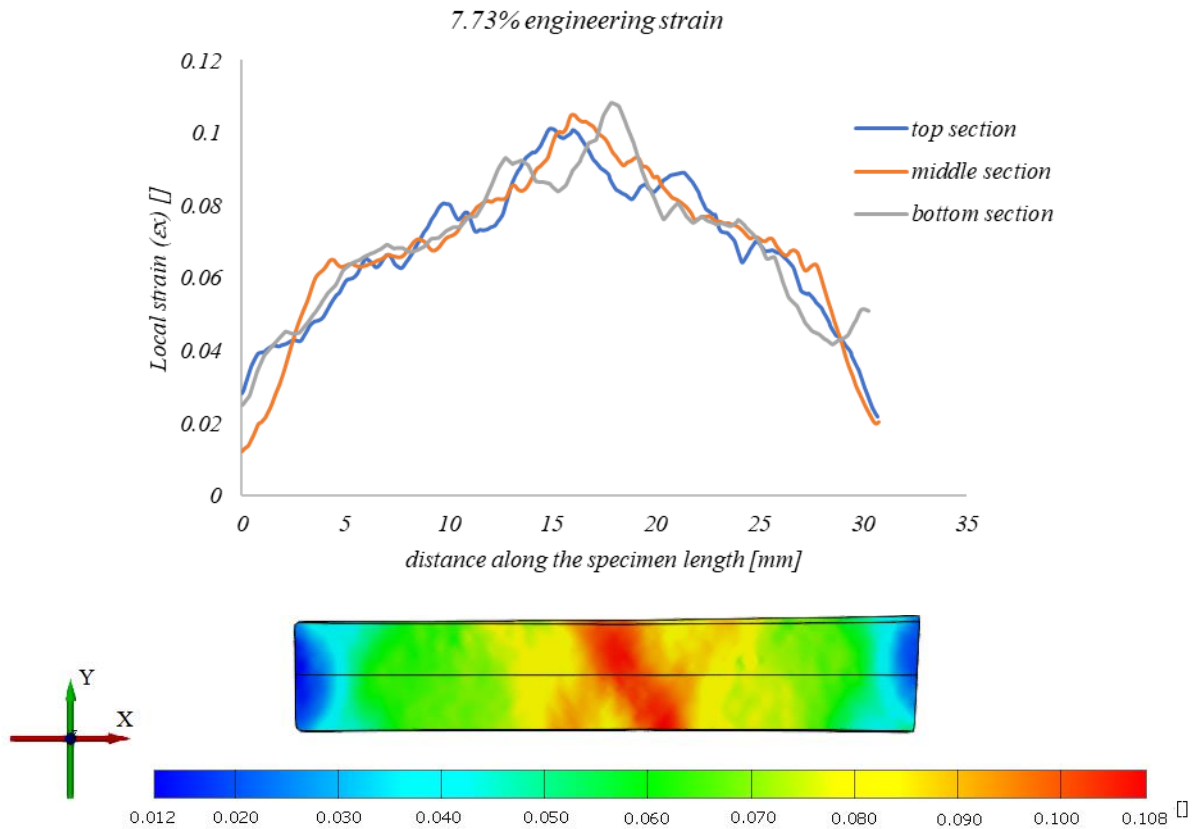 7.73% engineering strain
0.12
0.1
0.08
0.06
0.04
0.02
0
Local strain (εx) []
0 5 10 15 20 25 30 35
distance along the specimen length [mm]
top section
middle section
bottom section
Y
X
0.012 0.020 0.030 0.040 0.050 0.060 0.070 0.080 0.090 0.100 0.108 []